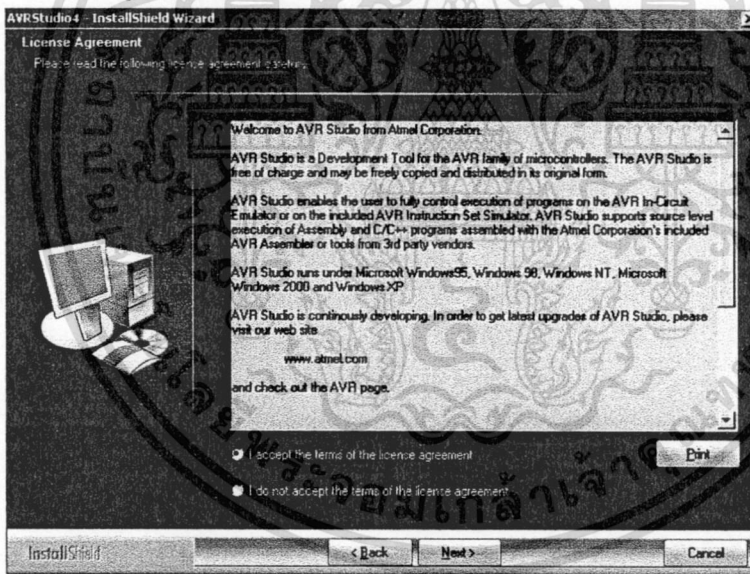 AVRStudio4 - InstallShield Wizard
License Agreement
Please read the following license agreement carefully.
Welcome to AVR Studio from Atmel Corporation.
AVR Studio is a Development Tool for the AVR family of microcontrollers. The AVR Studio is
free of charge and may be freely copied and distributed in its original form.
AVR Studio enables the user to fully control execution of programs on the AVR In-Circuit
Emulator or on the included AVR Instruction Set Simulator. AVR Studio supports source level
execution of Assembly and C/C++ programs assembled with the Atmel Corporation's included
AVR Assembler or tools from 3rd party vendors.
AVR Studio runs under Microsoft Windows95, Windows 98, Windows NT, Microsoft
Windows 2000 and Windows XP
AVR Studio is continously developing. In order to get latest upgrades of AVR Studio, please
visit our web site
www.atmel.com
and check out the AVR page.
I accept the terms of the license agreement
Print
I do not accept the terms of the license agreement
InstallShield
< Back
Next >
Cancel